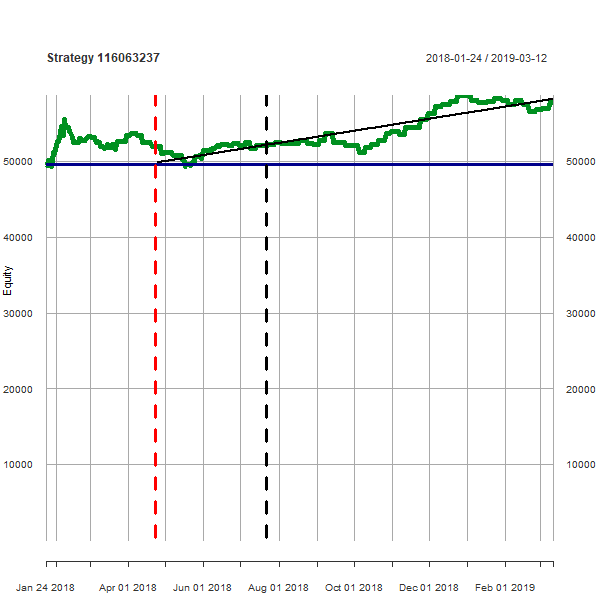 Strategy 116063237 2018-01-24 / 2019-03-12
50000 50000
40000 40000
Equity
30000 30000
20000 20000
10000 10000
Jan 24 2018 Apr 01 2018 Jun 01 2018 Aug 01 2018 Oct 01 2018 Dec 01 2018 Feb 01 2019